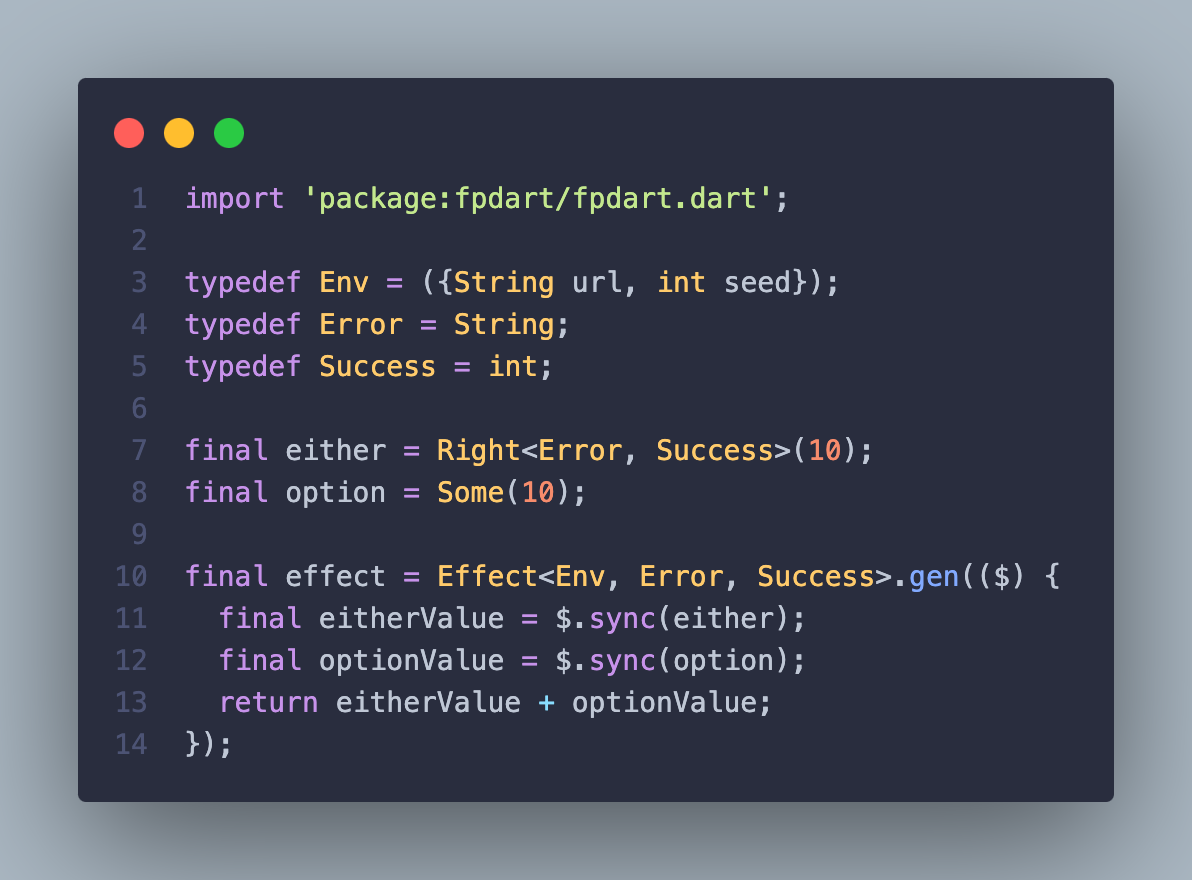 1 import 'package:fpdart/fpdart.dart';
2
3 typedef Env = ({String url, int seed});
4 typedef Error = String;
5 typedef Success = int;
6
7 final either = Right<Error, Success>(10);
8 final option = Some(10);
9
10 final effect = Effect<Env, Error, Success>.gen(($) {
11   final eitherValue = $.sync(either);
12   final optionValue = $.sync(option);
13   return eitherValue + optionValue;
14 });